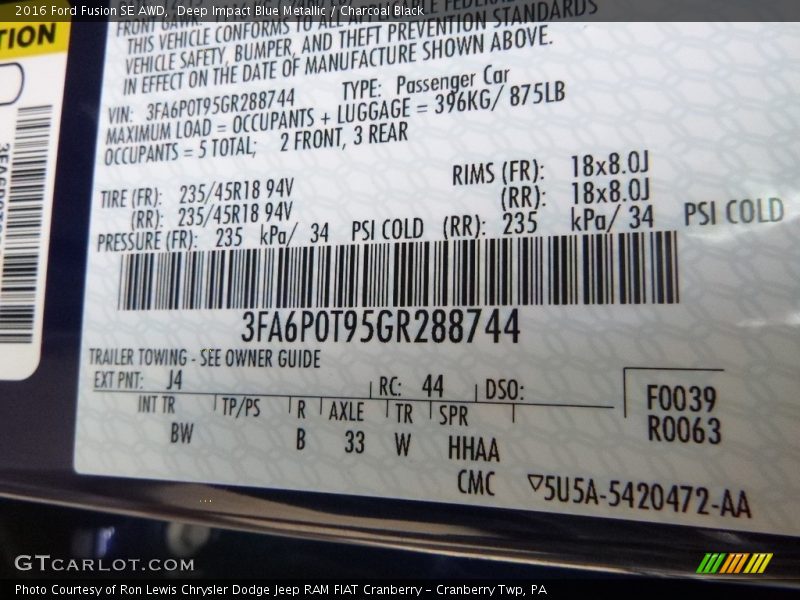 2016 Ford Fusion SE AWD, Deep Impact Blue Metallic / Charcoal Black
TION
THIS VEHICLE CONFORMS TO ALL APPLICABLE FEDERAL
VEHICLE SAFETY, BUMPER, AND THEFT PREVENTION STANDARDS
IN EFFECT ON THE DATE OF MANUFACTURE SHOWN ABOVE.
VIN: 3FA6P0T95GR288744 TYPE: Passenger Car
MAXIMUM LOAD = OCCUPANTS + LUGGAGE = 396KG/ 875LB
OCCUPANTS = 5 TOTAL; 2 FRONT, 3 REAR
TIRE (FR): 235/45R18 94V RIMS (FR): 18x8.0J
(RR): 235/45R18 94V (RR): 18x8.0J
PRESSURE (FR): 235 kPa/ 34 PSI COLD (RR): 235 kPa/ 34 PSI COLD
3FA6P0T95GR288744
TRAILER TOWING - SEE OWNER GUIDE
EXT PNT: J4 RC: 44 DSO:
INT TR TP/PS R AXLE TR SPR
BW B 33 W HHAA
F0039
R0063
CMC ▽5U5A-5420472-AA
GTCARLOT.COM
Photo Courtesy of Ron Lewis Chrysler Dodge Jeep RAM FIAT Cranberry - Cranberry Twp, PA